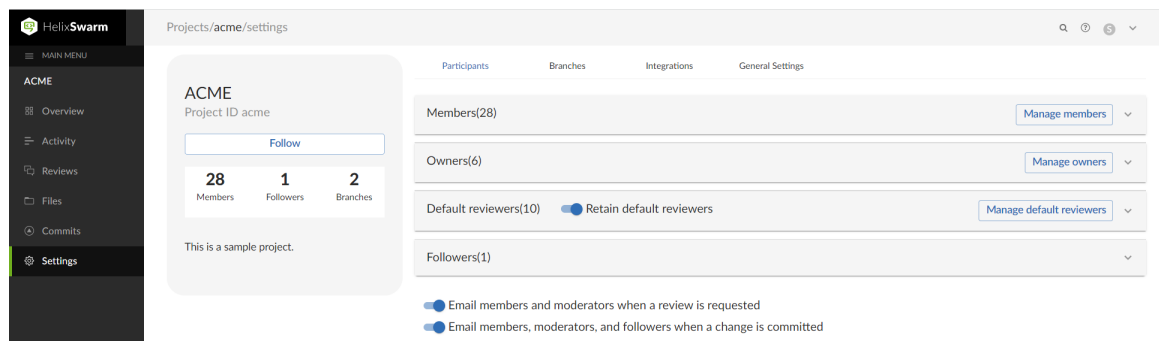 HelixSwarm
Projects/acme/settings
S
MAIN MENU
ACME
Overview
Activity
Reviews
Files
Commits
Settings
ACME
Project ID acme
Follow
28 1 2
Members Followers Branches
This is a sample project.
Participants Branches Integrations General Settings
Members(28) Manage members
Owners(6) Manage owners
Default reviewers(10) Retain default reviewers Manage default reviewers
Followers(1)
Email members and moderators when a review is requested
Email members, moderators, and followers when a change is committed